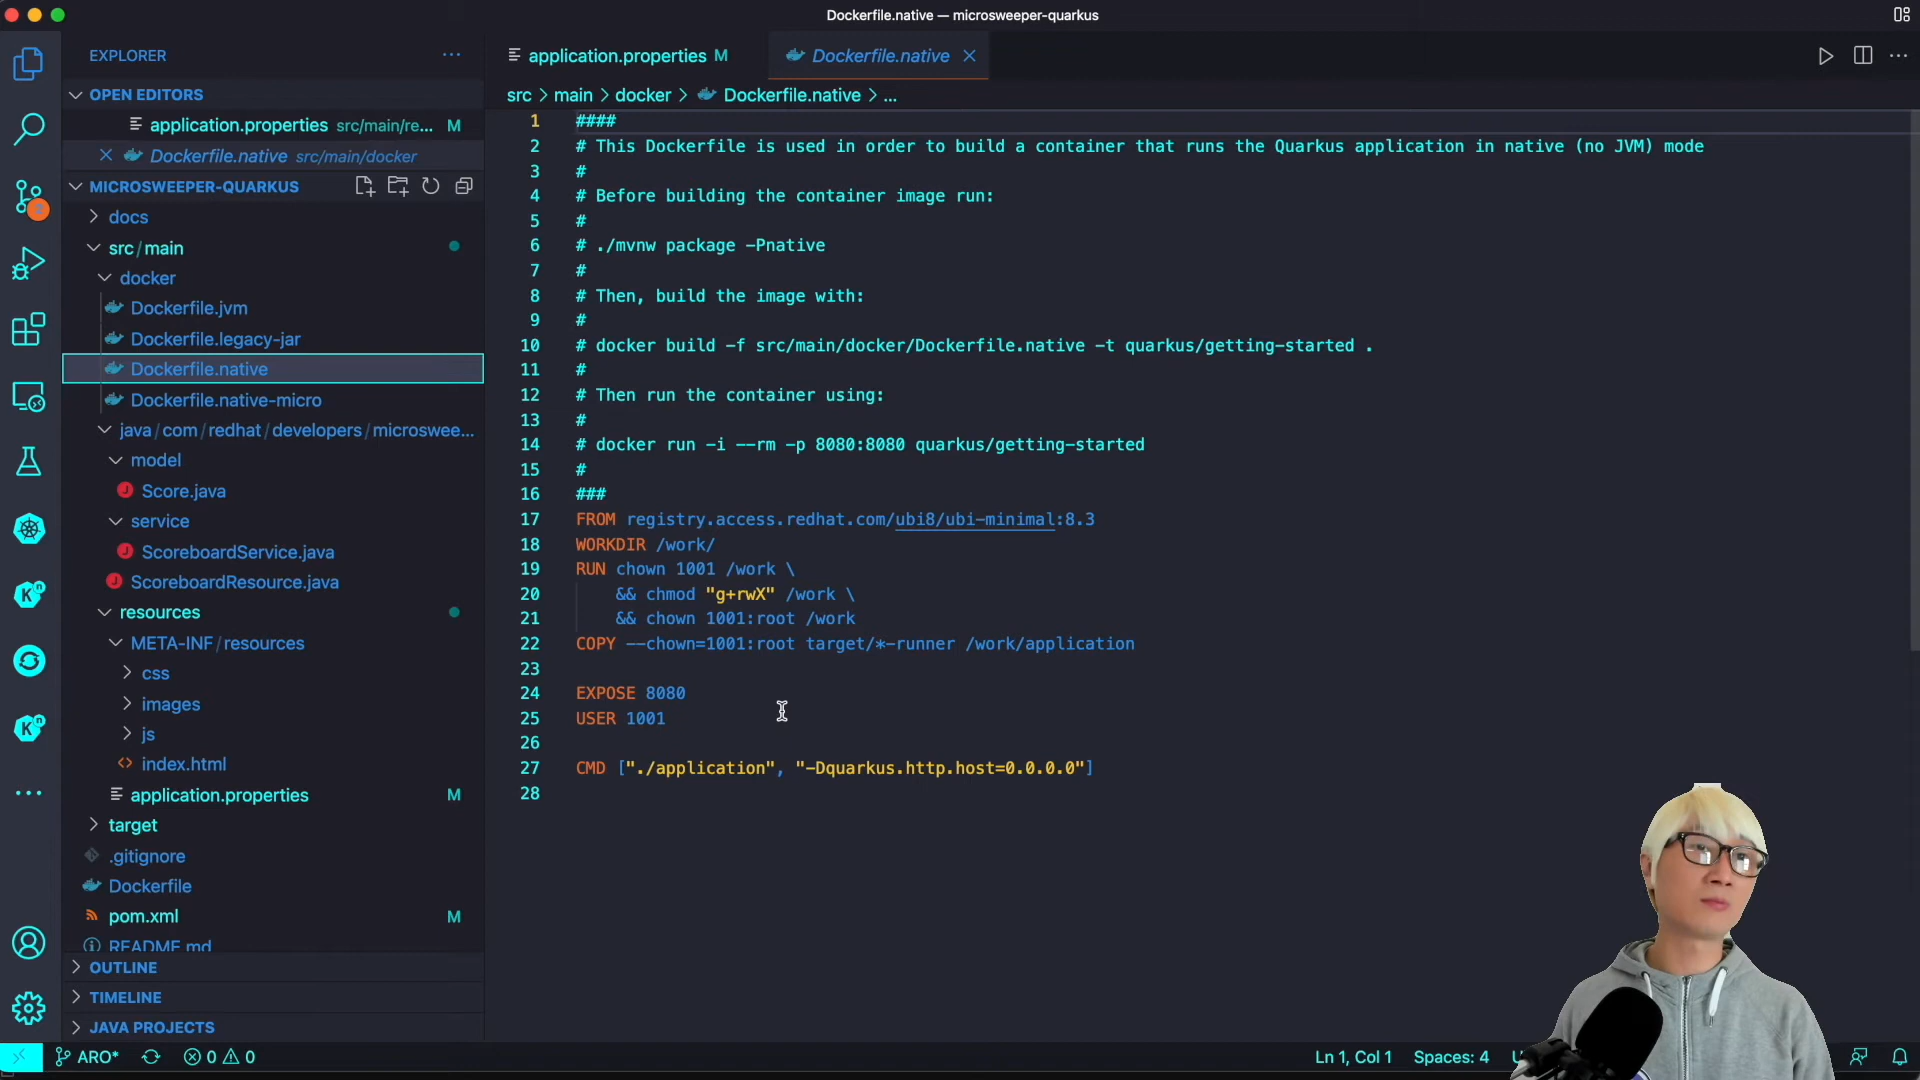 Dockerfile.native — microsweeper-quarkus
EXPLORER
OPEN EDITORS
application.properties src/main/re... M
Dockerfile.native src/main/docker
MICROSWEEPER-QUARKUS
docs
src/main
docker
Dockerfile.jvm
Dockerfile.legacy-jar
Dockerfile.native
Dockerfile.native-micro
java/com/redhat/developers/microswee...
model
Score.java
service
ScoreboardService.java
ScoreboardResource.java
resources
META-INF/resources
css
images
js
index.html
application.properties M
target
.gitignore
Dockerfile
pom.xml M
README.md
OUTLINE
TIMELINE
JAVA PROJECTS
application.properties M
Dockerfile.native
src > main > docker > Dockerfile.native > ...
1 ####
2 # This Dockerfile is used in order to build a container that runs the Quarkus application in native (no JVM) mode
3 #
4 # Before building the container image run:
5 #
6 # ./mvnw package -Pnative
7 #
8 # Then, build the image with:
9 #
10 # docker build -f src/main/docker/Dockerfile.native -t quarkus/getting-started .
11 #
12 # Then run the container using:
13 #
14 # docker run -i --rm -p 8080:8080 quarkus/getting-started
15 #
16 ###
17 FROM registry.access.redhat.com/ubi8/ubi-minimal:8.3
18 WORKDIR /work/
19 RUN chown 1001 /work \
20 && chmod "g+rwX" /work \
21 && chown 1001:root /work
22 COPY --chown=1001:root target/*-runner /work/application
23
24 EXPOSE 8080
25 USER 1001
26
27 CMD ["./application", "-Dquarkus.http.host=0.0.0.0"]
28
ARO* 0 0
Ln 1, Col 1 Spaces: 4